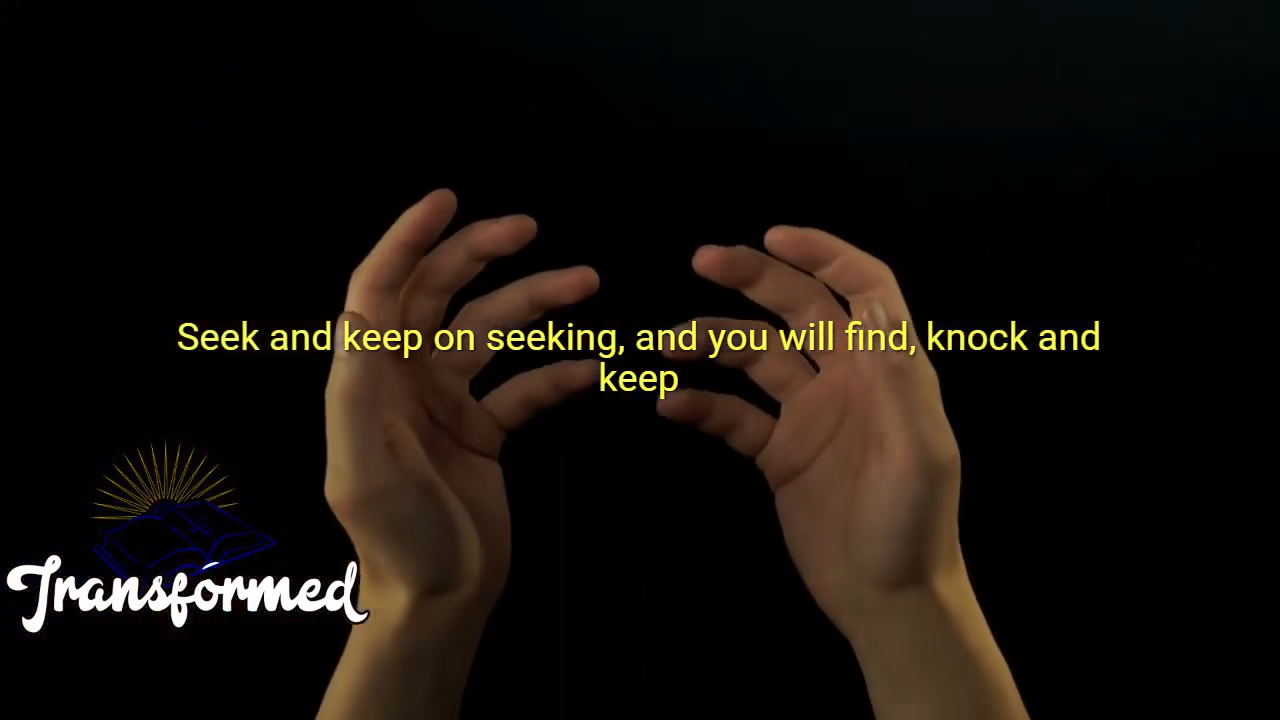 Seek and keep on seeking, and you will find, knock and
keep
Transformed